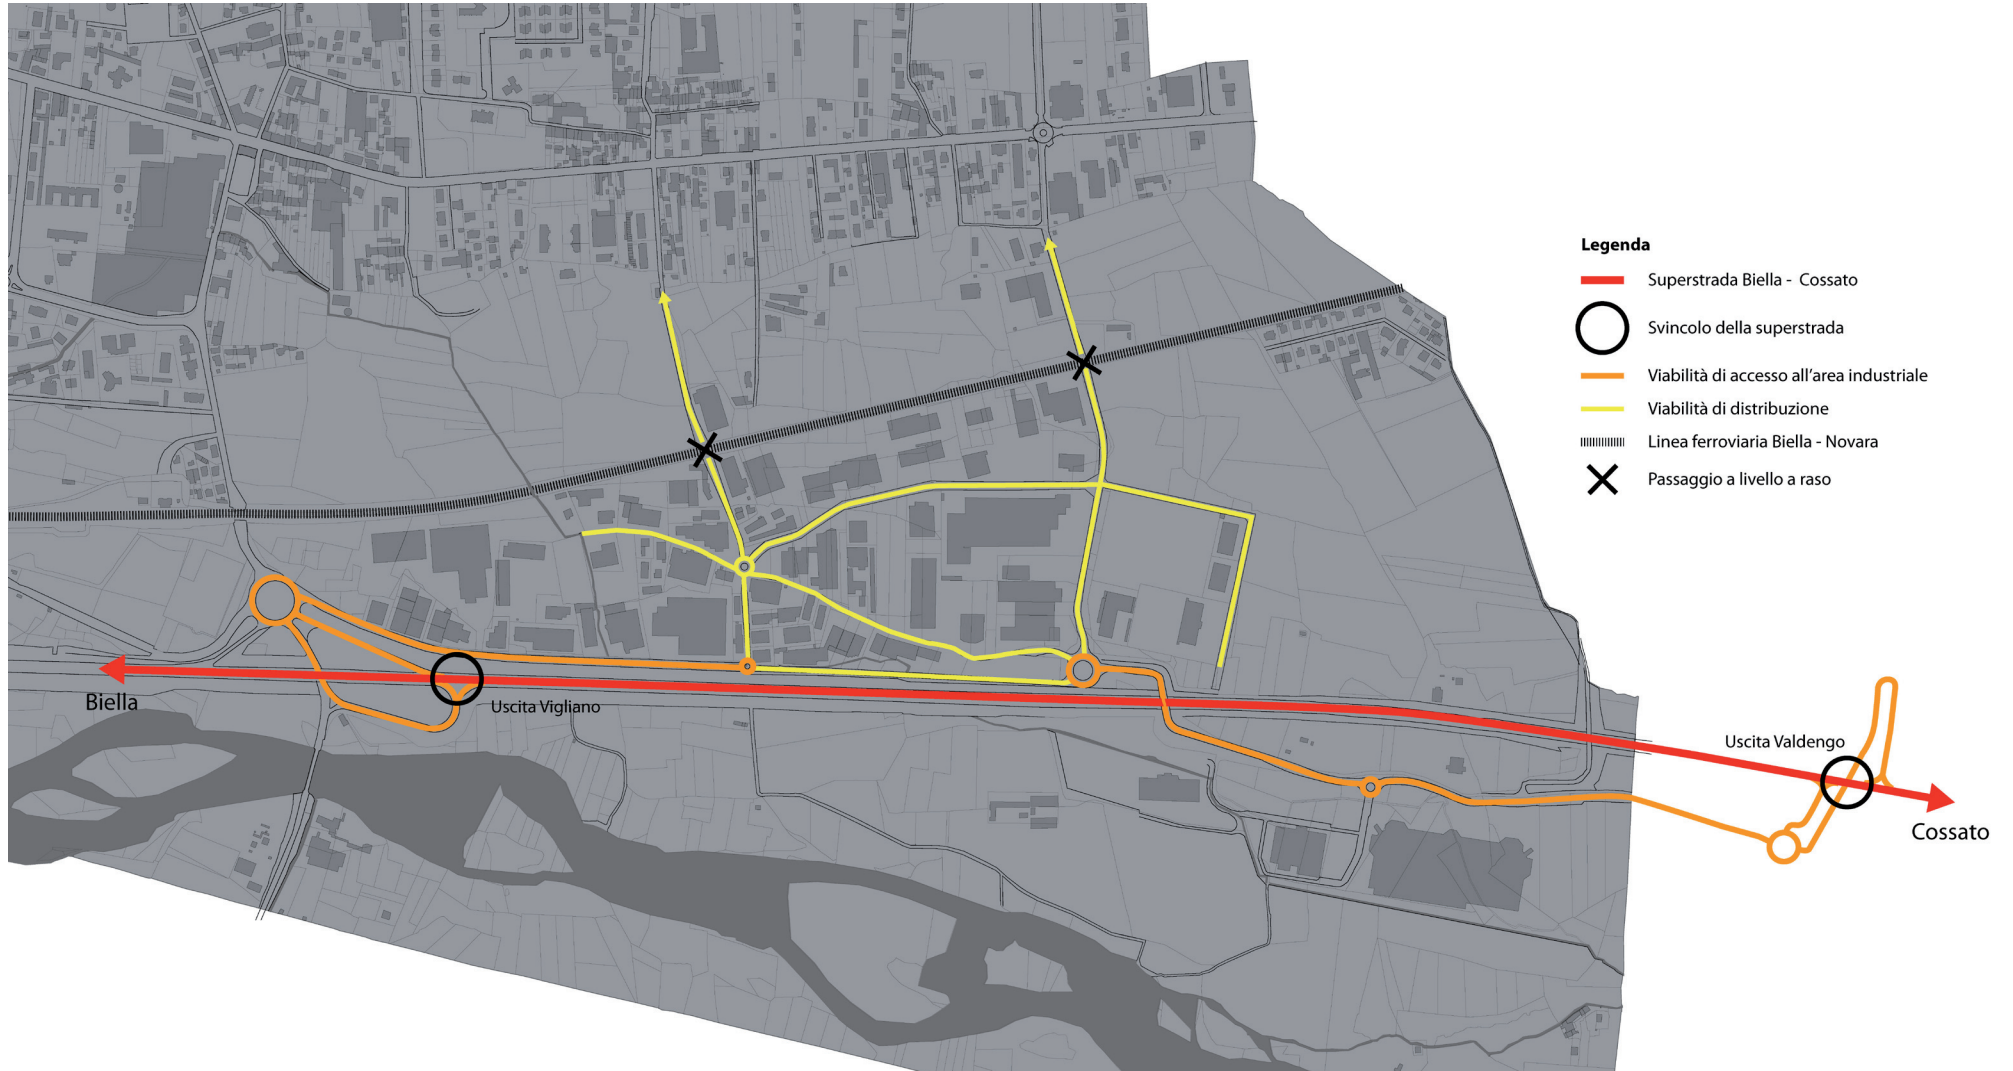 Legenda
Superstrada Biella - Cossato
Svincolo della superstrada
Viabilità di accesso all'area industriale
Viabilità di distribuzione
Linea ferroviaria Biella - Novara
Passaggio a livello a raso
Biella
Uscita Vigliano
Uscita Valdengo
Cossato